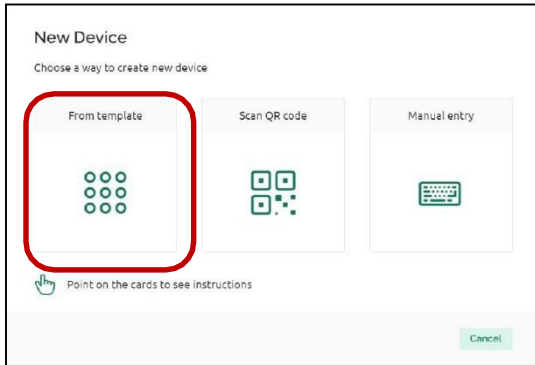 New Device
Choose a way to create new device
From template
Scan QR code
Manual entry
Point on the cards to see instructions
Cancel